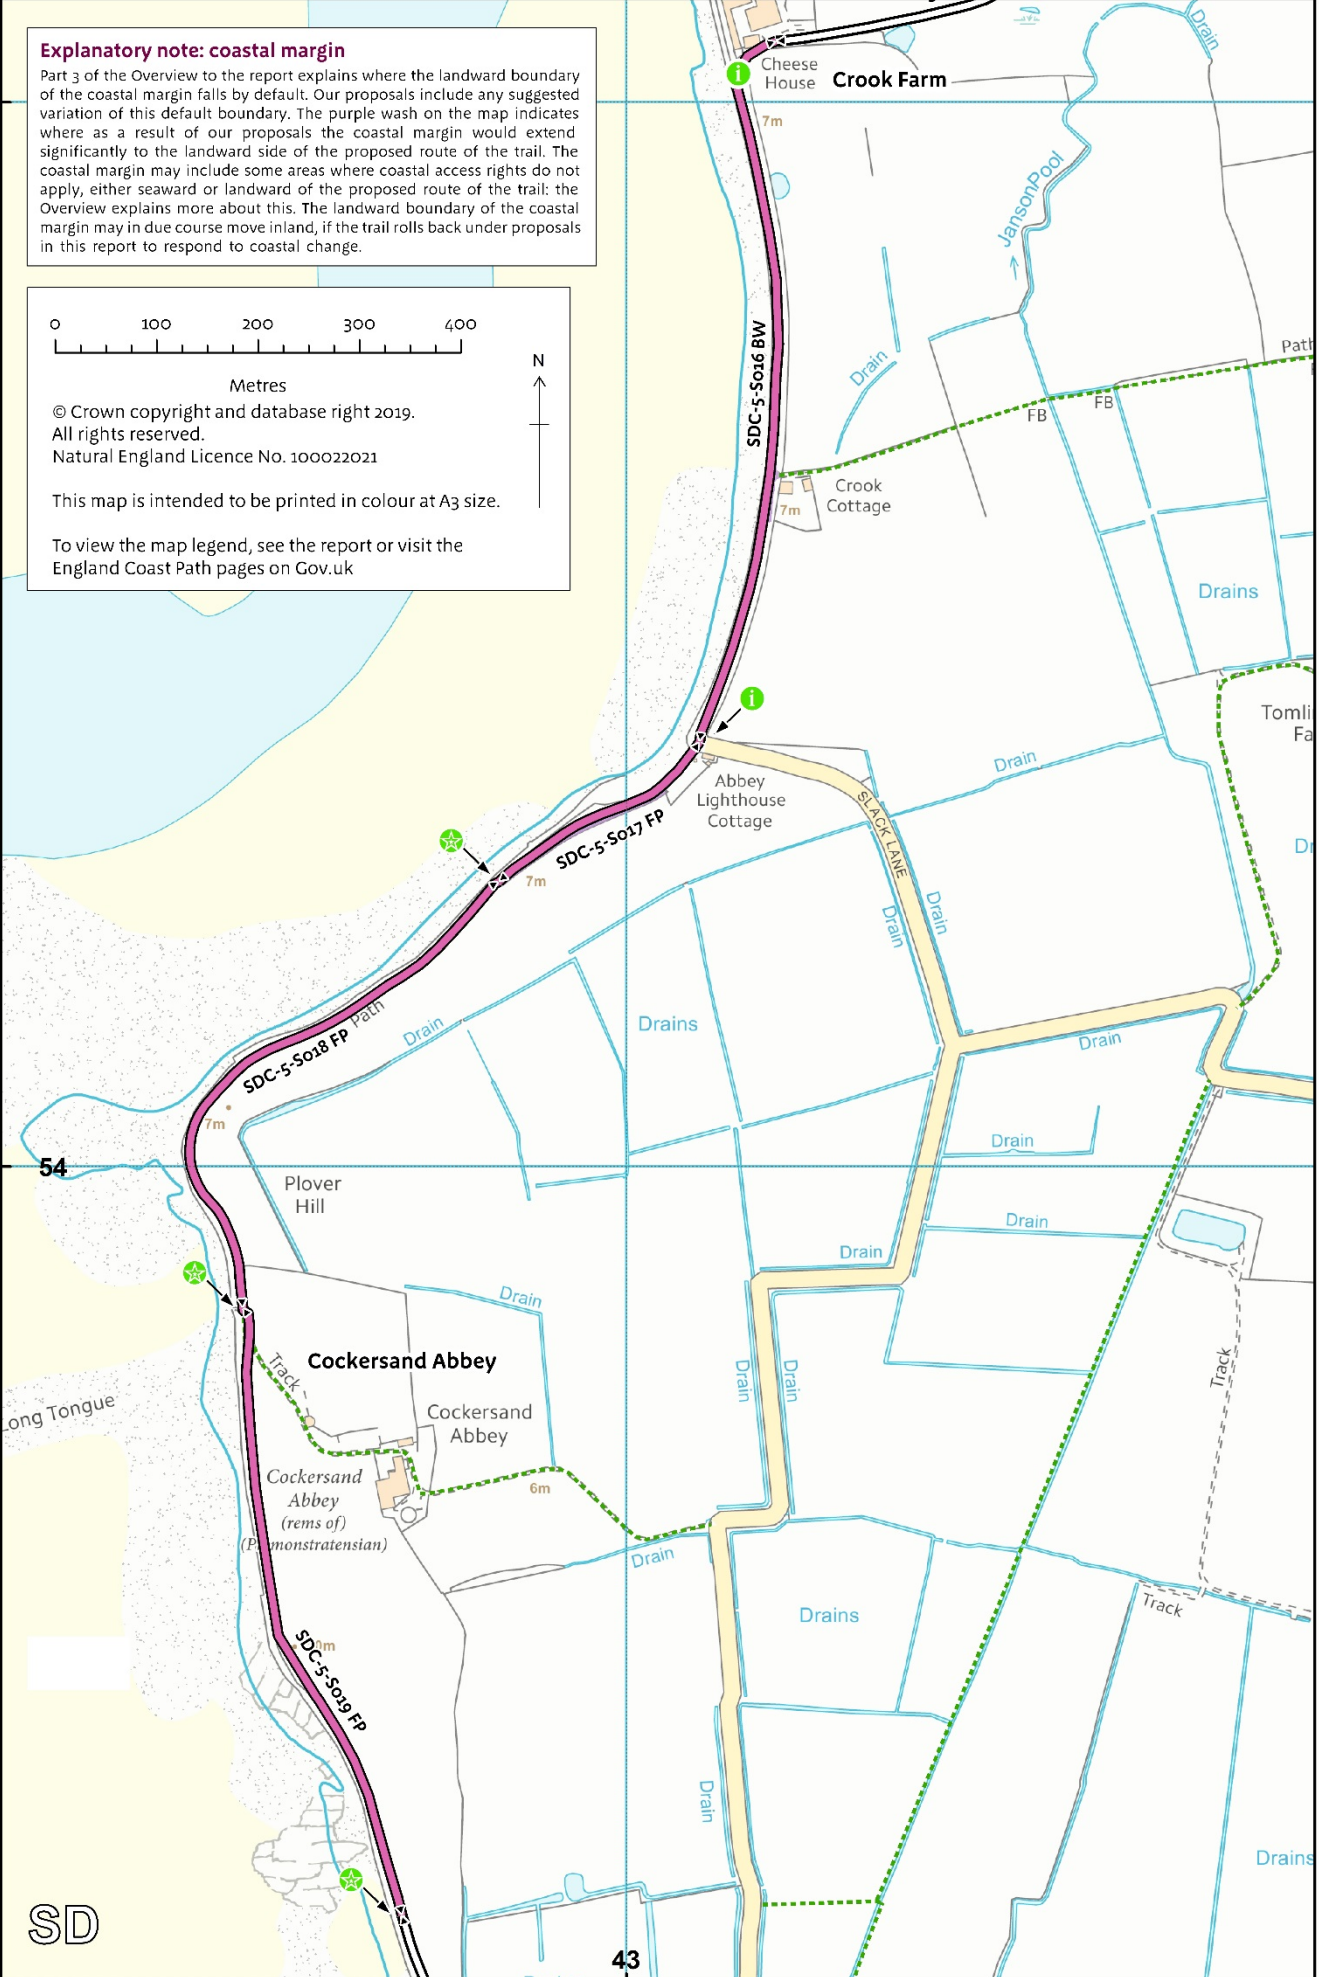 Explanatory note: coastal margin
Part 3 of the Overview to the report explains where the landward boundary
of the coastal margin falls by default. Our proposals include any suggested
variation of this default boundary. The purple wash on the map indicates
where as a result of our proposals the coastal margin would extend
significantly to the landward side of the proposed route of the trail. The
coastal margin may include some areas where coastal access rights do not
apply, either seaward or landward of the proposed route of the trail: the
Overview explains more about this. The landward boundary of the coastal
margin may in due course move inland, if the trail rolls back under proposals
in this report to respond to coastal change.
0 100 200 300 400
Metres
N
© Crown copyright and database right 2019.
All rights reserved.
Natural England Licence No. 100022021
This map is intended to be printed in colour at A3 size.
To view the map legend, see the report or visit the
England Coast Path pages on Gov.uk
i
Cheese
House
Crook Farm
Drain
7m
JansonPool
SDC-5-S016 BW
Drain
Path
FB
FB
Crook
Cottage
7m
Drains
i
Abbey
Lighthouse
Cottage
Drain
SLACK LANE
SDC-5-S017 FP
7m
Drain
Drain
Path
Drain
Drains
Drain
SDC-5-S018 FP
7m
54
Plover
Hill
Drain
Drain
Drain
Drain
Cockersand Abbey
Track
Cockersand
Abbey
Drain
Drain
Track
Long Tongue
Cockersand
Abbey
(rems of)
6m
Drain
Drains
Track
SDC-5-S019 FP
Drain
Drains
SD
43